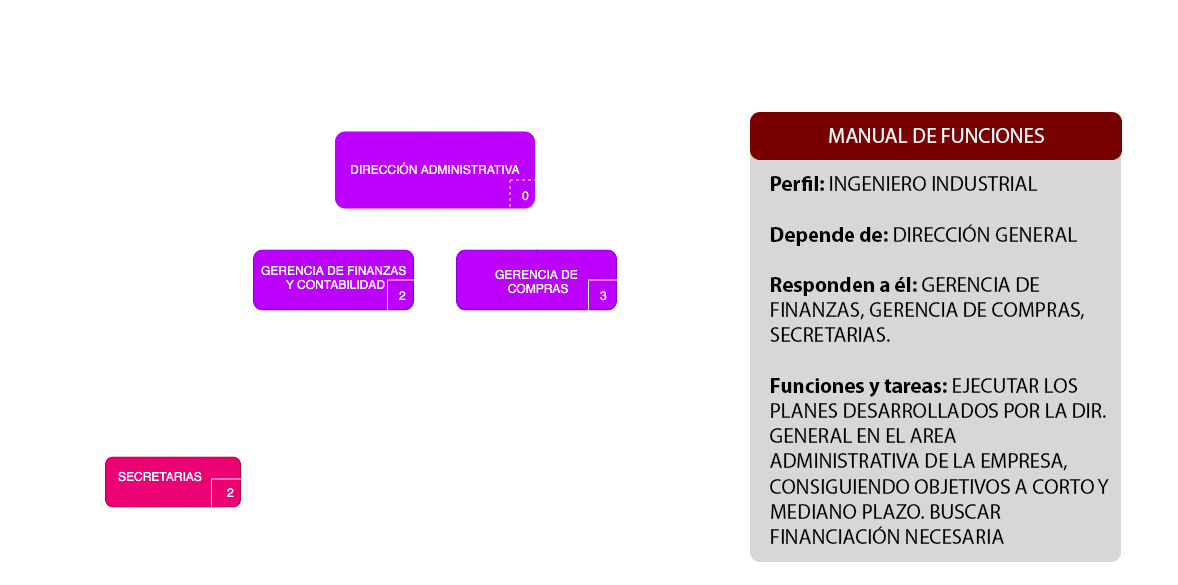 DIRECCIÓN ADMINISTRATIVA
0
GERENCIA DE FINANZAS
Y CONTABILIDAD
2
GERENCIA DE
COMPRAS
3
SECRETARIAS
2
MANUAL DE FUNCIONES
Perfil: INGENIERO INDUSTRIAL
Depende de: DIRECCIÓN GENERAL
Responden a él: GERENCIA DE
FINANZAS, GERENCIA DE COMPRAS,
SECRETARIAS.
Funciones y tareas: EJECUTAR LOS
PLANES DESARROLLADOS POR LA DIR.
GENERAL EN EL AREA
ADMINISTRATIVA DE LA EMPRESA,
CONSIGUIENDO OBJETIVOS A CORTO Y
MEDIANO PLAZO. BUSCAR
FINANCIACIÓN NECESARIA